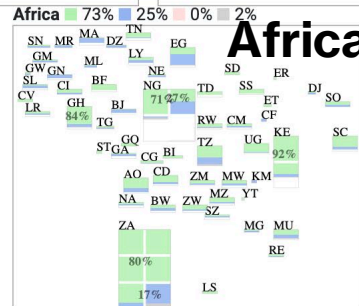 Africa 73% 25% 0% 2%
Africa
SN MR MA DZ TN
EG
GM ML LY
GW GN NE SD ER
SL CI BF NG TD SS DJ
CV 71% 27% ET SO
LR GH BJ CF
84% TG RW CM KE SC
ST GA GQ CG BI TZ UG 92%
AO CD ZM MW KM
NA BW ZW MZ YT
SZ
ZA MG MU
RE
80%
LS
17%